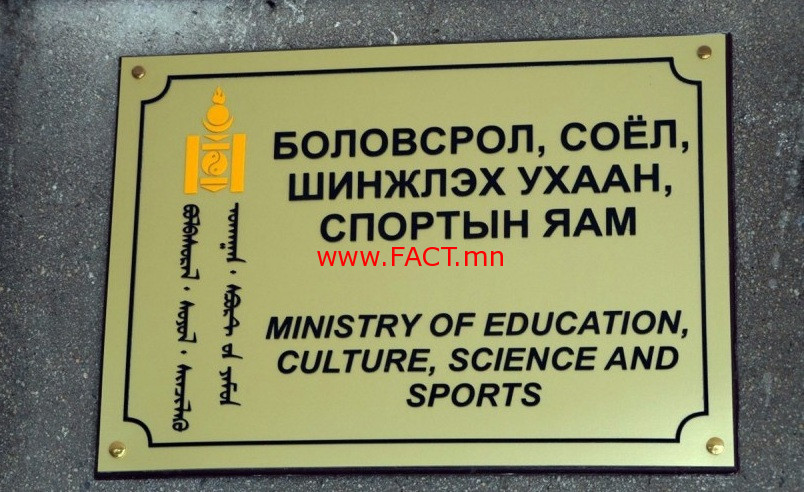 БОЛОВСРОЛ, СОЁЛ,
ШИНЖЛЭХ УХААН,
СПОРТЫН ЯАМ
www.FACT.mn
MINISTRY OF EDUCATION,
CULTURE, SCIENCE AND
SPORTS